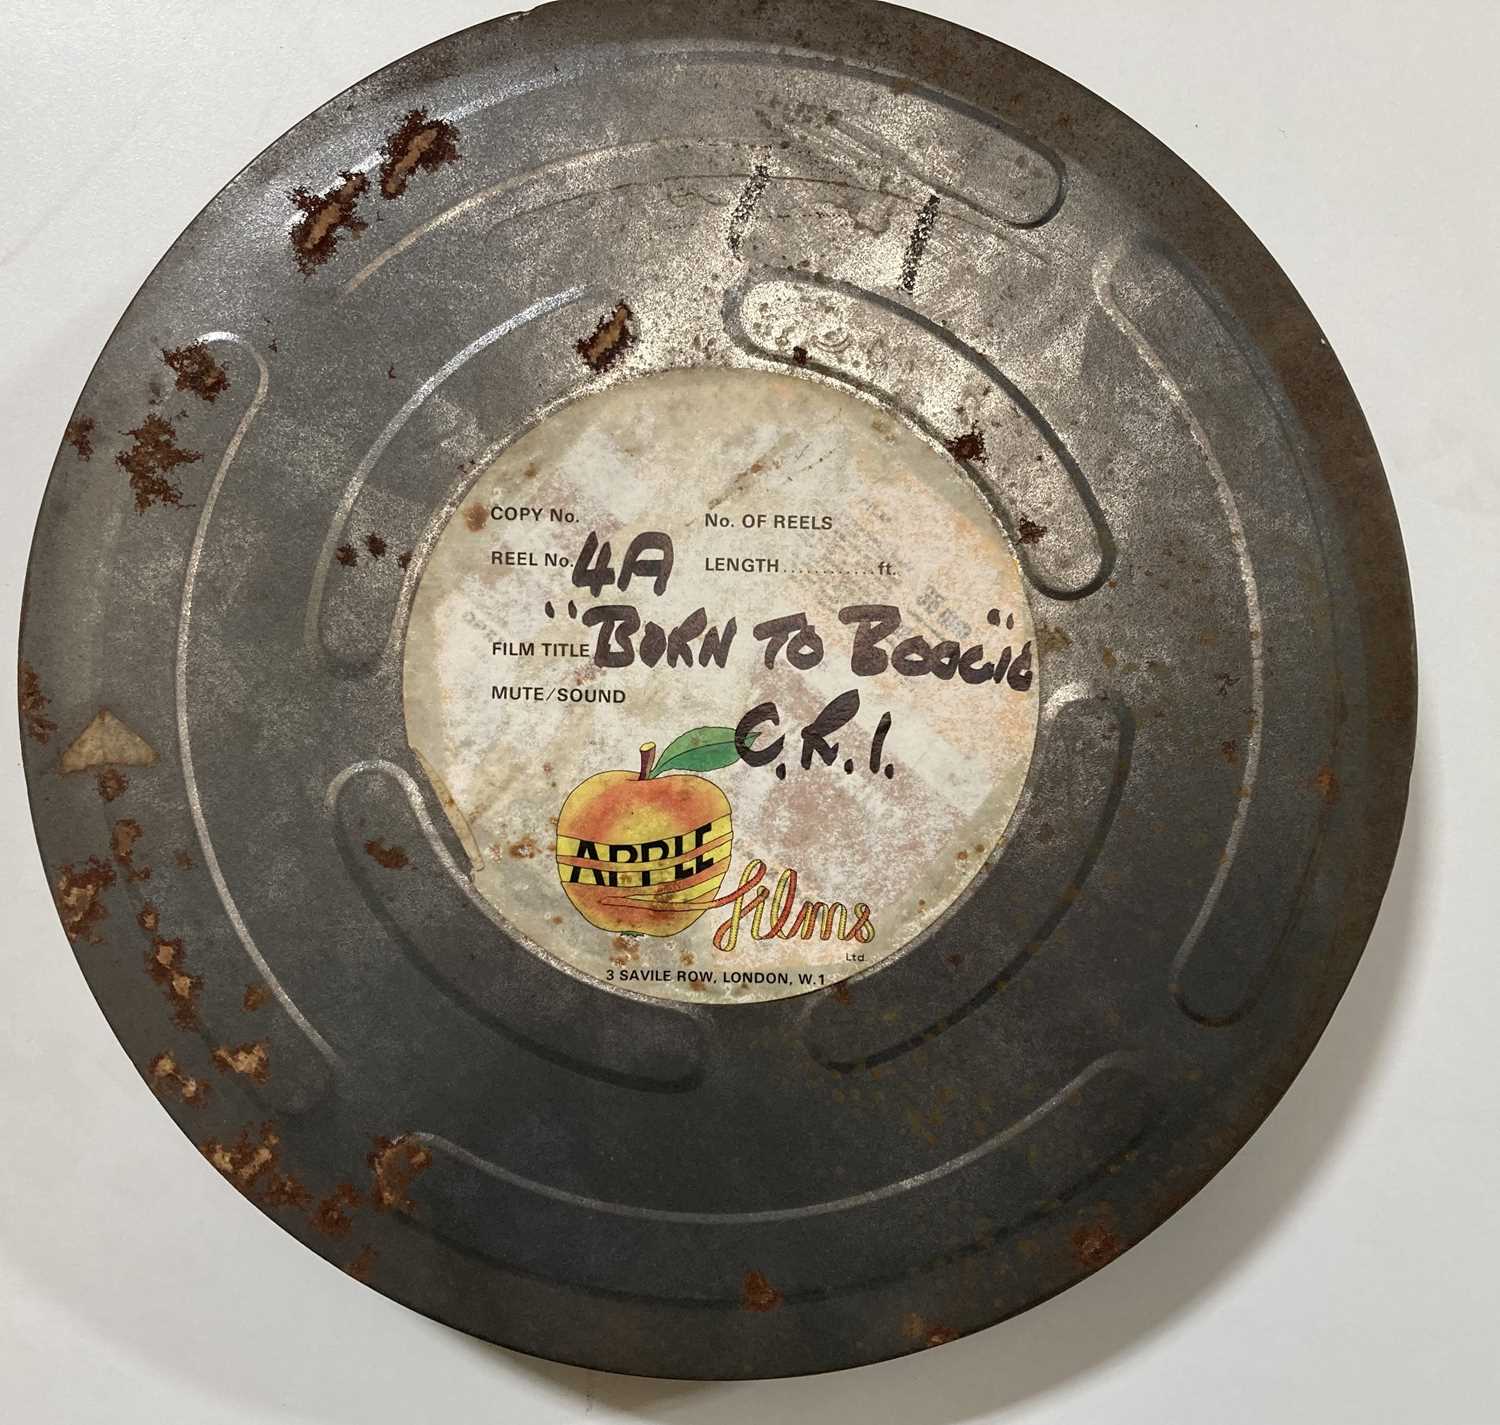 COPY No. No. OF REELS
REEL No. 4A LENGTH............ft.
FILM TITLE "BORN TO BOOGIE"
MUTE/SOUND
C.R.I.
APPLE
films
Ltd
3 SAVILE ROW, LONDON, W.1